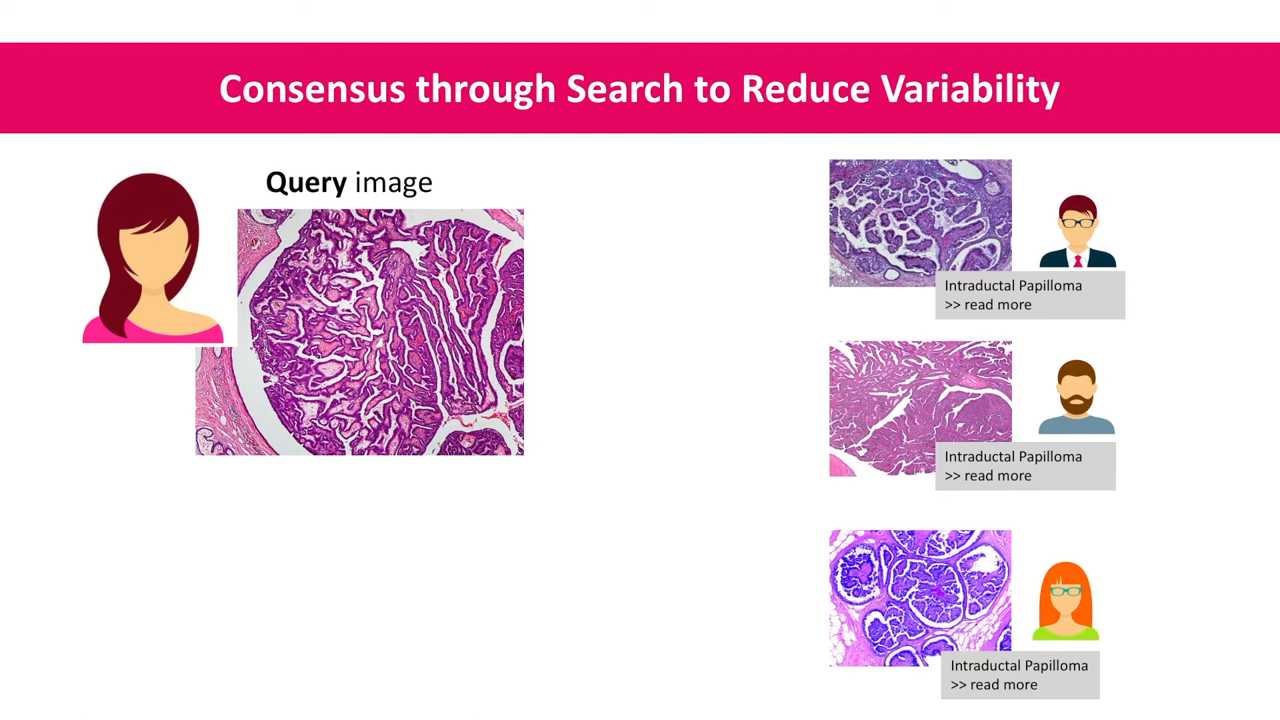 Consensus through Search to Reduce Variability
Query image
Intraductal Papilloma
>> read more
Intraductal Papilloma
>> read more
Intraductal Papilloma
>> read more